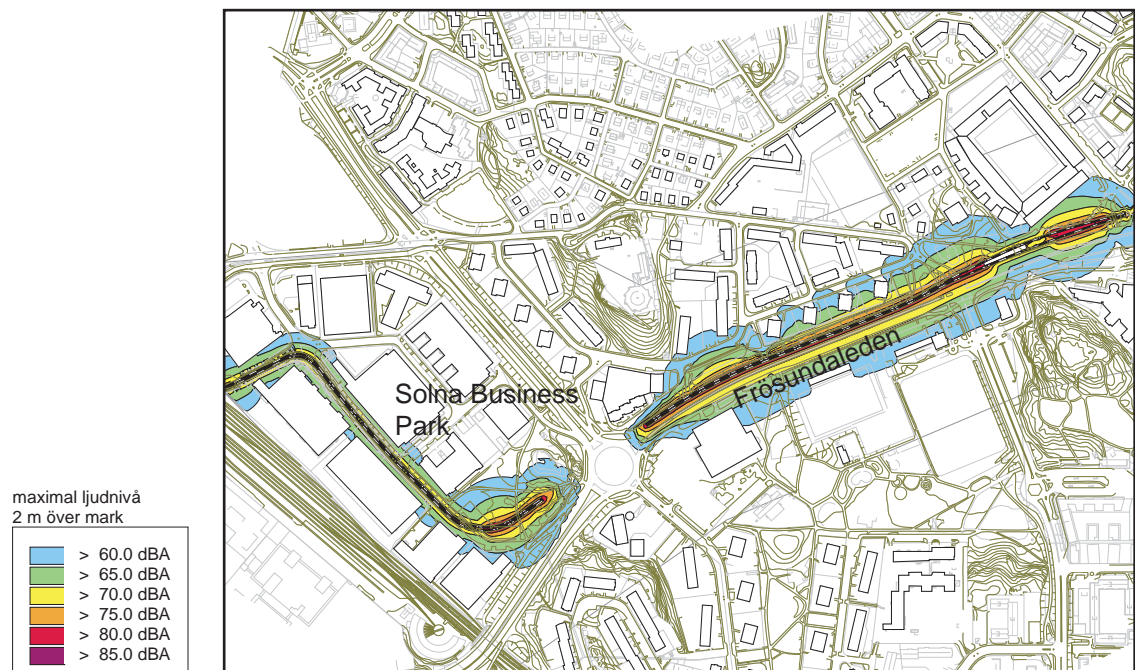 Solna Business
Park
Frösundaleden
maximal ljudnivå
2 m över mark
> 60.0 dBA
> 65.0 dBA
> 70.0 dBA
> 75.0 dBA
> 80.0 dBA
> 85.0 dBA